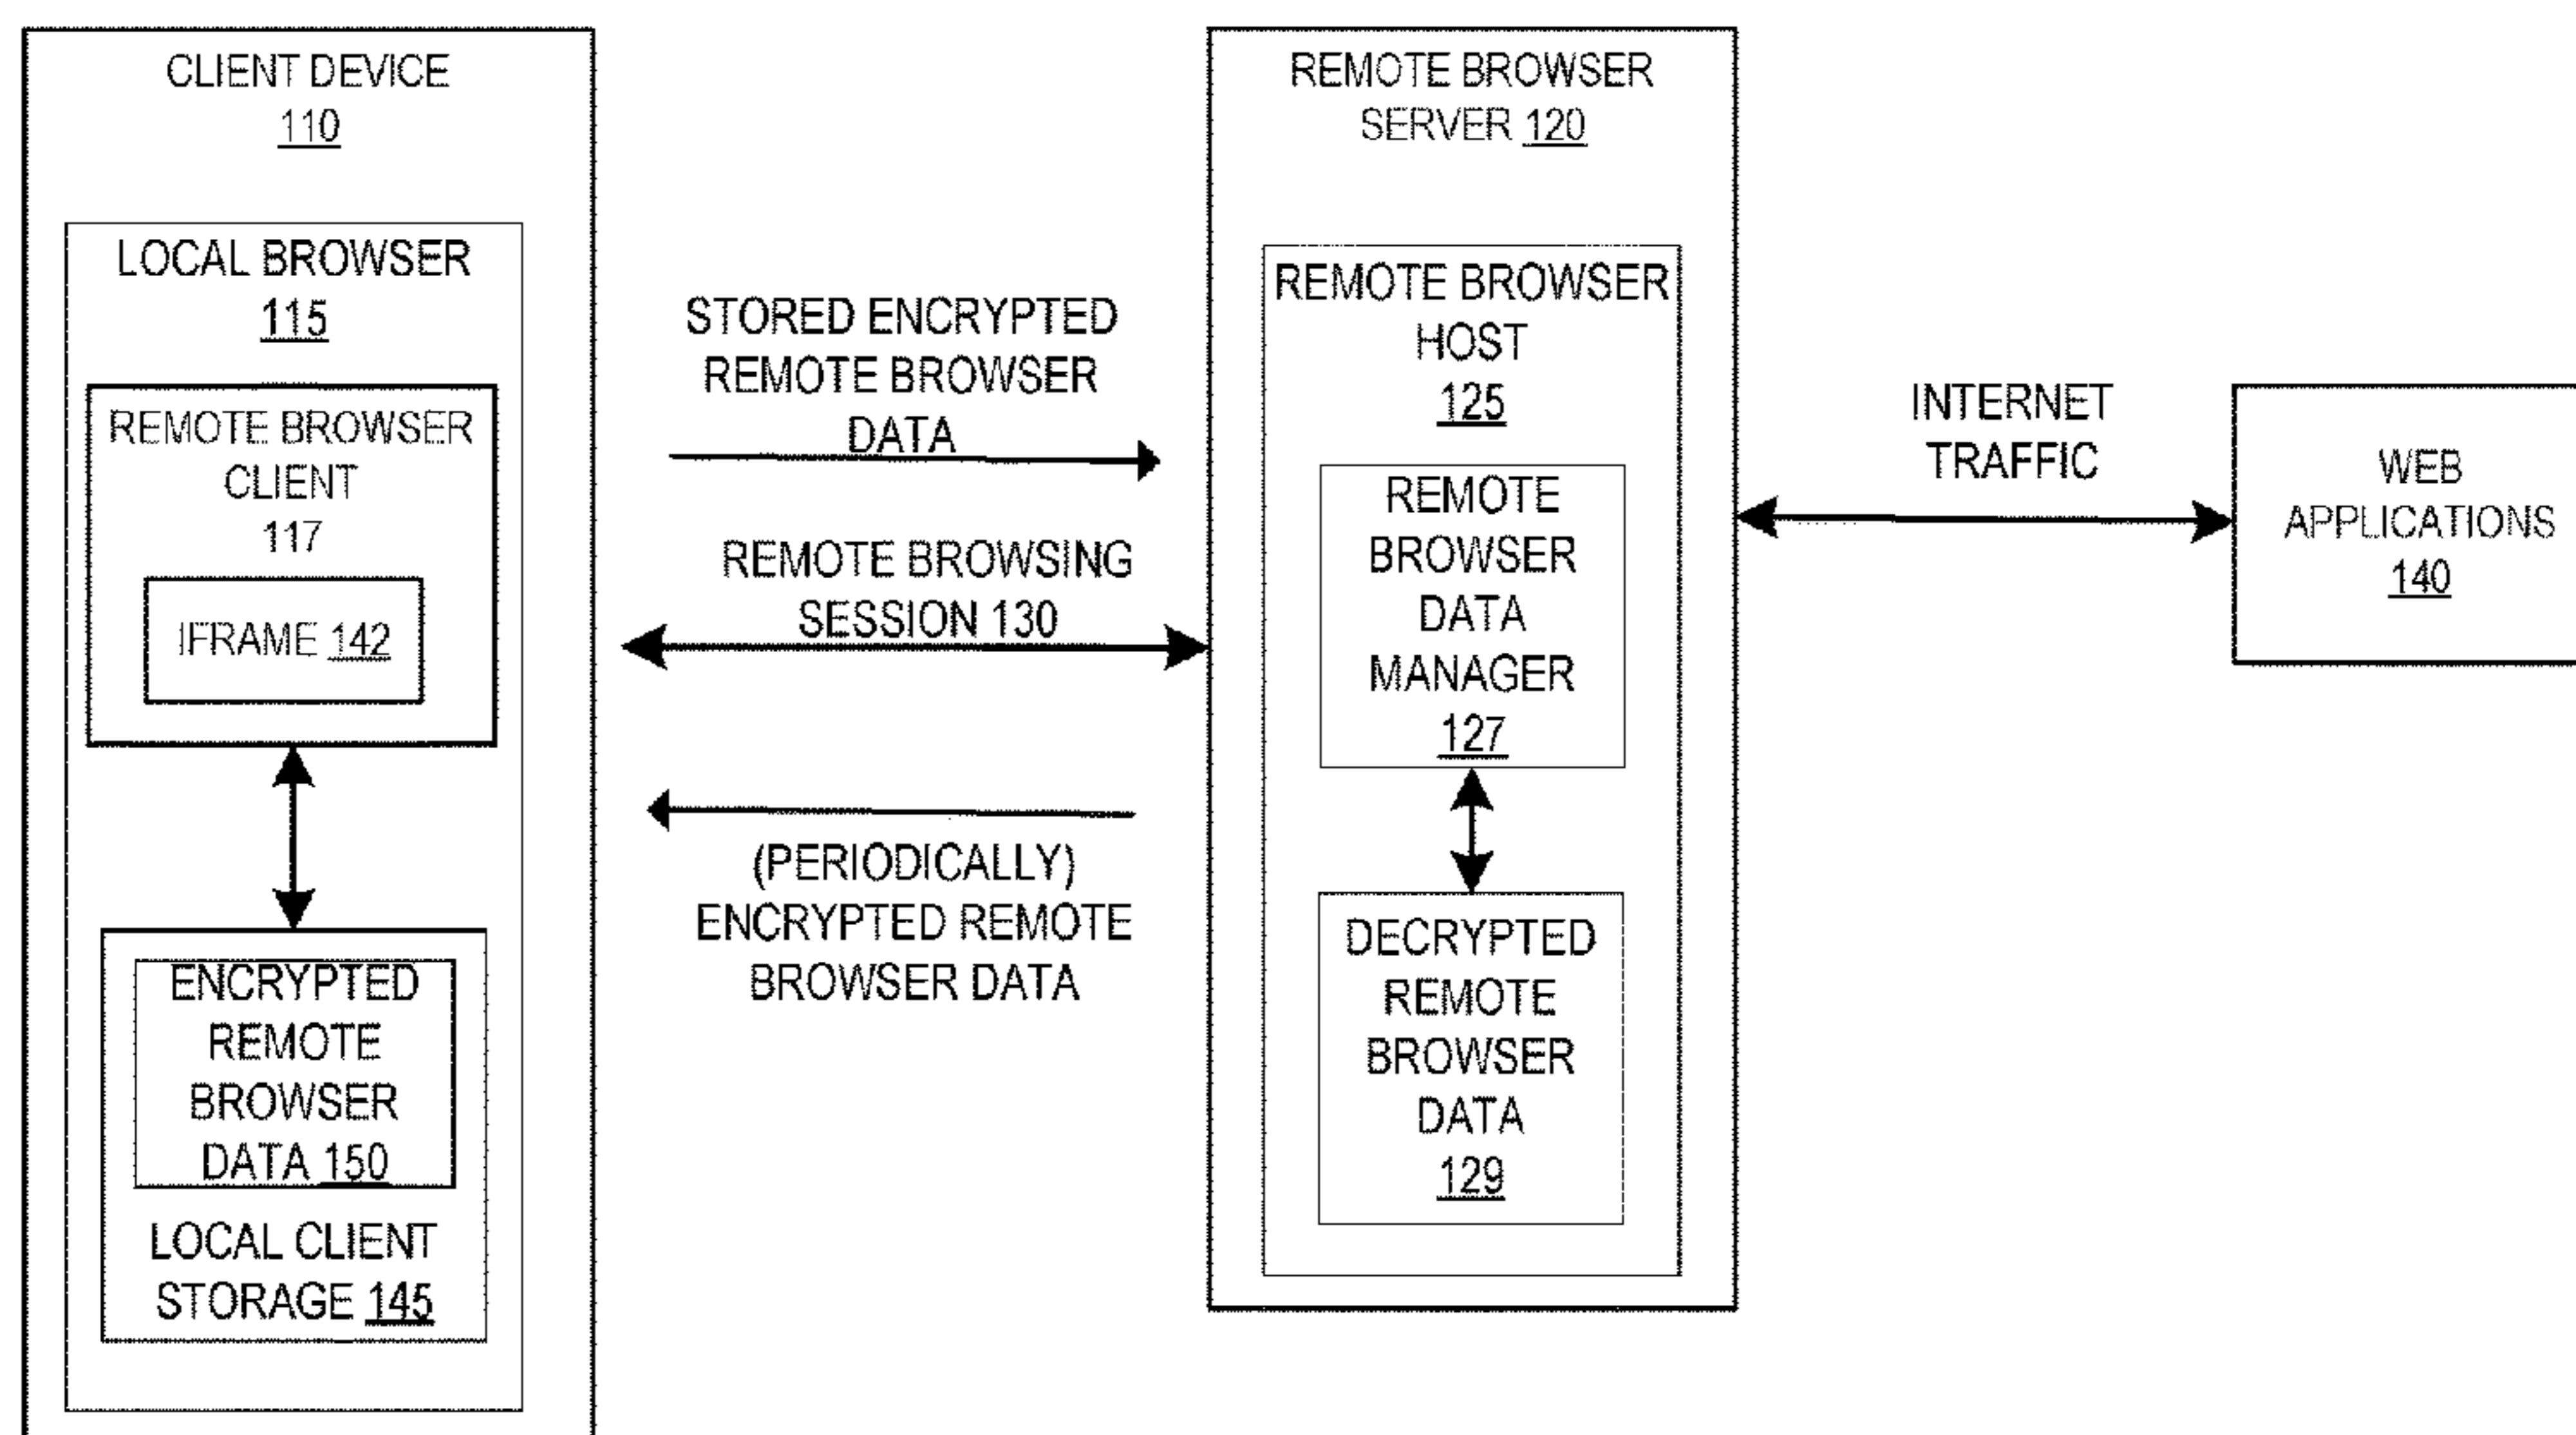 CLIENT DEVICE
110
LOCAL BROWSER
115
REMOTE BROWSER
CLIENT
117
IFRAME 142
ENCRYPTED
REMOTE
BROWSER
DATA 150
LOCAL CLIENT
STORAGE 145
STORED ENCRYPTED
REMOTE BROWSER
DATA
REMOTE BROWSING
SESSION 130
(PERIODICALLY)
ENCRYPTED REMOTE
BROWSER DATA
REMOTE BROWSER
SERVER 120
REMOTE BROWSER
HOST
125
REMOTE
BROWSER
DATA
MANAGER
127
DECRYPTED
REMOTE
BROWSER
DATA
129
INTERNET
TRAFFIC
WEB
APPLICATIONS
140